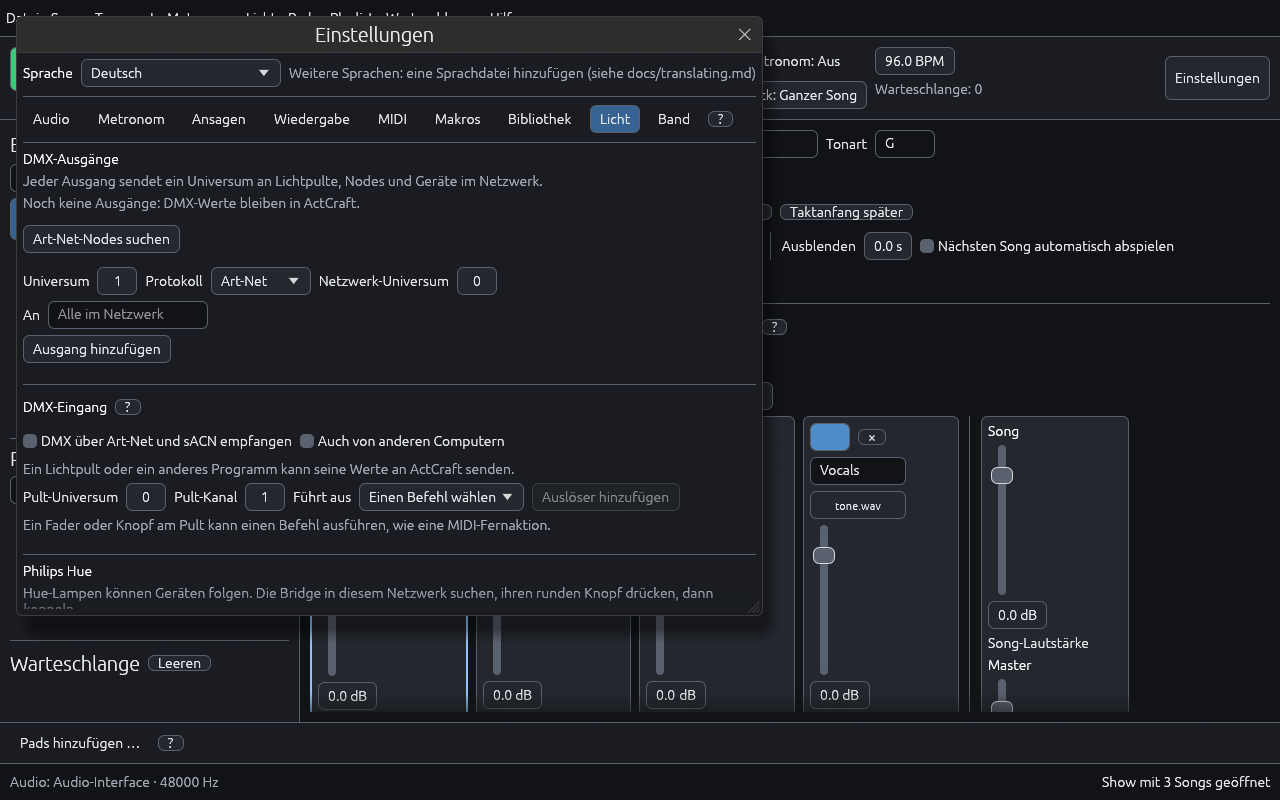 Einstellungen
Sprache Deutsch Weitere Sprachen: eine Sprachdatei hinzufügen (siehe docs/translating.md)
Audio Metronom Ansagen Wiedergabe MIDI Makros Bibliothek Licht Band ?
DMX-Ausgänge
Jeder Ausgang sendet ein Universum an Lichtpulte, Nodes und Geräte im Netzwerk.
Noch keine Ausgänge: DMX-Werte bleiben in ActCraft.
Art-Net-Nodes suchen
Universum 1 Protokoll Art-Net Netzwerk-Universum 0
An Alle im Netzwerk
Ausgang hinzufügen
DMX-Eingang ?
DMX über Art-Net und sACN empfangen Auch von anderen Computern
Ein Lichtpult oder ein anderes Programm kann seine Werte an ActCraft senden.
Pult-Universum 0 Pult-Kanal 1 Führt aus Einen Befehl wählen Auslöser hinzufügen
Ein Fader oder Knopf am Pult kann einen Befehl ausführen, wie eine MIDI-Fernaktion.
Philips Hue
Hue-Lampen können Geräten folgen. Die Bridge in diesem Netzwerk suchen, ihren runden Knopf drücken, dann
tronom: Aus 96.0 BPM
k: Ganzer Song Warteschlange: 0
Einstellungen
Tonart G
Taktanfang später
Ausblenden 0.0 s Nächsten Song automatisch abspielen
?
×
Vocals
tone.wav
Song
0.0 dB
Song-Lautstärke
Master
0.0 dB 0.0 dB 0.0 dB 0.0 dB
Warteschlange Leeren
Pads hinzufügen … ?
Audio: Audio-Interface · 48000 Hz
Show mit 3 Songs geöffnet